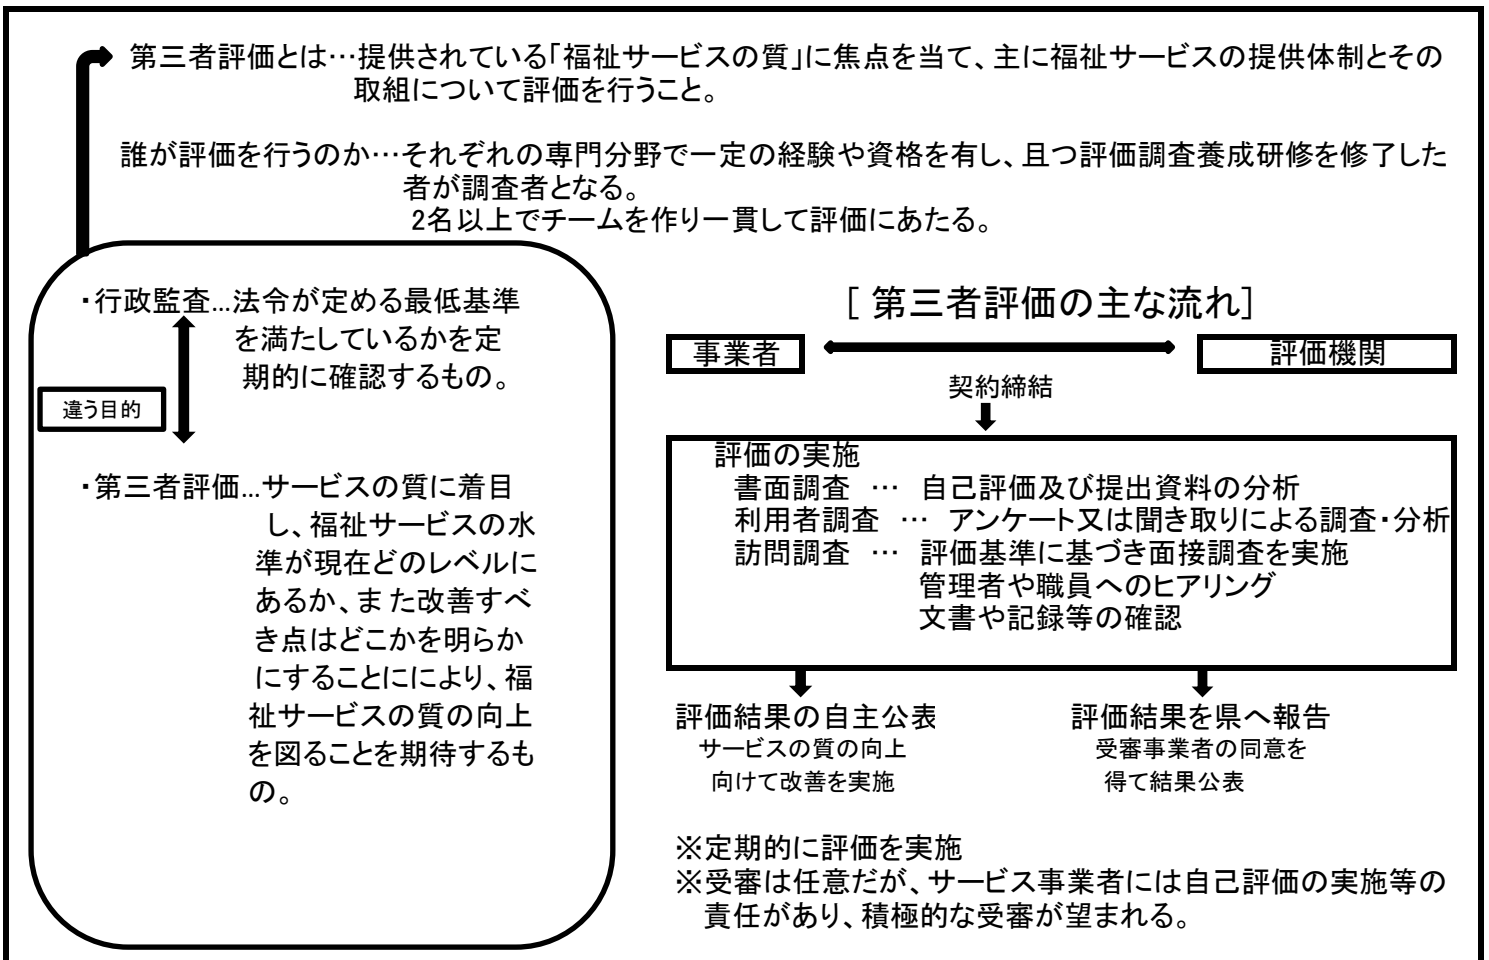 第三者評価とは…提供されている「福祉サービスの質」に焦点を当て、主に福祉サービスの提供体制とその
取組について評価を行うこと。
誰が評価を行うのか…それぞれの専門分野で一定の経験や資格を有し、且つ評価調査養成研修を修了した
者が調査者となる。
2名以上でチームを作り一貫して評価にあたる。
・行政監査…法令が定める最低基準
を満たしているかを定
期的に確認するもの。
違う目的
・第三者評価…サービスの質に着目
し、福祉サービスの水
準が現在どのレベルに
あるか、また改善すべ
き点はどこかを明らか
にすることににより、福
祉サービスの質の向上
を図ることを期待するも
の。
[ 第三者評価の主な流れ]
事業者
評価機関
契約締結
評価の実施
書面調査 … 自己評価及び提出資料の分析
利用者調査 … アンケート又は聞き取りによる調査・分析
訪問調査 … 評価基準に基づき面接調査を実施
管理者や職員へのヒアリング
文書や記録等の確認
評価結果の自主公表
サービスの質の向上
向けて改善を実施
評価結果を県へ報告
受審事業者の同意を
得て結果公表
※定期的に評価を実施
※受審は任意だが、サービス事業者には自己評価の実施等の
責任があり、積極的な受審が望まれる。